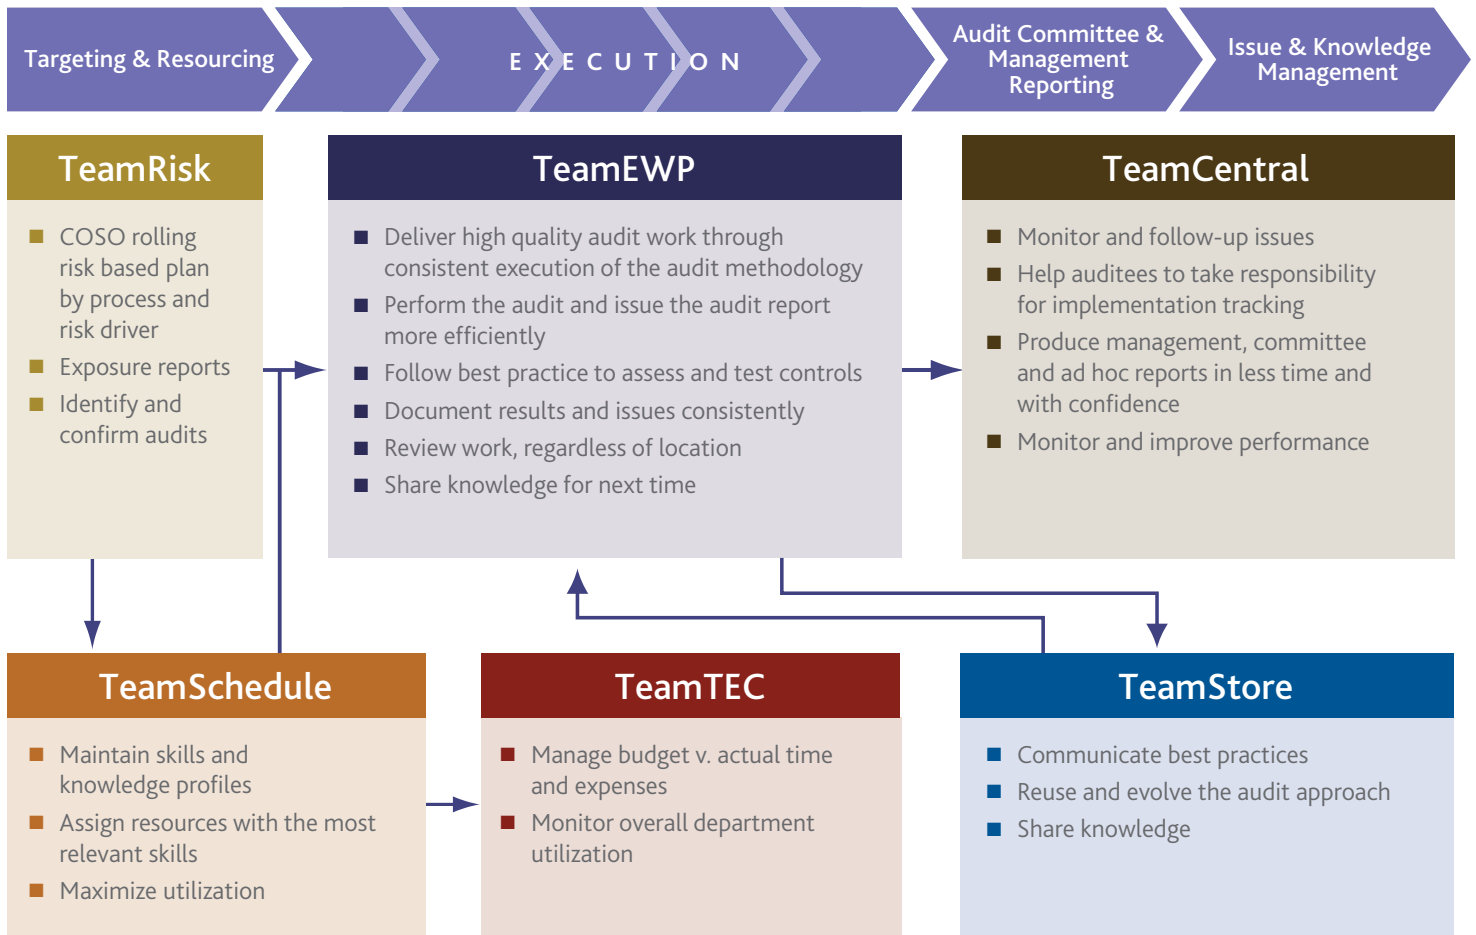 Targeting & Resourcing
EXECUTION
Audit Committee &
Management
Reporting
Issue & Knowledge
Management
TeamRisk
COSO rolling
risk based plan
by process and
risk driver
Exposure reports
Identify and
confirm audits
TeamEWP
Deliver high quality audit work through
consistent execution of the audit methodology
Perform the audit and issue the audit report
more efficiently
Follow best practice to assess and test controls
Document results and issues consistently
Review work, regardless of location
Share knowledge for next time
TeamCentral
Monitor and follow-up issues
Help auditees to take responsibility
for implementation tracking
Produce management, committee
and ad hoc reports in less time and
with confidence
Monitor and improve performance
TeamSchedule
Maintain skills and
knowledge profiles
Assign resources with the most
relevant skills
Maximize utilization
TeamTEC
Manage budget v. actual time
and expenses
Monitor overall department
utilization
TeamStore
Communicate best practices
Reuse and evolve the audit approach
Share knowledge